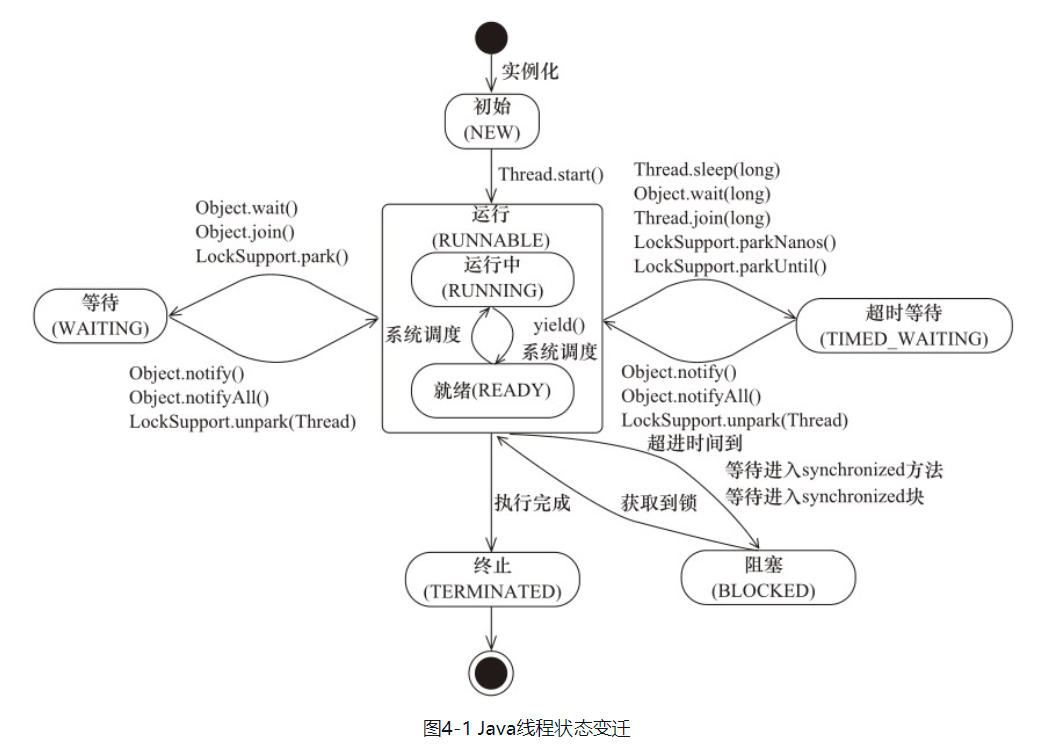 实例化
初始
(NEW)
Thread.start()
Object.wait()
Object.join()
LockSupport.park()
Thread.sleep(long)
Object.wait(long)
Thread.join(long)
LockSupport.parkNanos()
LockSupport.parkUntil()
运行
(RUNNABLE)
运行中
(RUNNING)
系统调度
yield()
系统调度
就绪(READY)
等待
(WAITING)
超时等待
(TIMED_WAITING)
Object.notify()
Object.notifyAll()
LockSupport.unpark(Thread)
Object.notify()
Object.notifyAll()
LockSupport.unpark(Thread)
超进时间到
等待进入synchronized方法
等待进入synchronized块
获取到锁
执行完成
终止
(TERMINATED)
阻塞
(BLOCKED)
图4-1 Java线程状态变迁